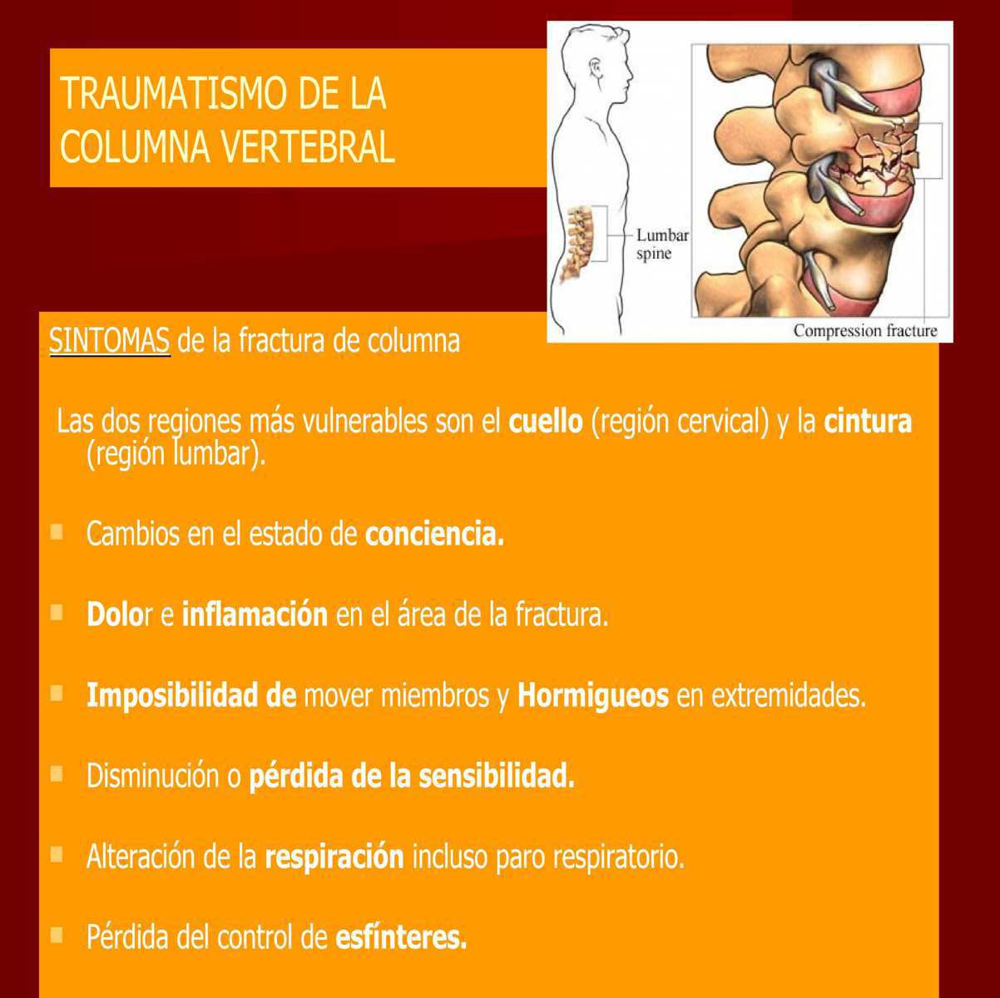 TRAUMATISMO DE LA
COLUMNA VERTEBRAL
Lumbar
spine
Compression fracture
SINTOMAS de la fractura de columna
Las dos regiones más vulnerables son el cuello (región cervical) y la cintura
(región lumbar).
Cambios en el estado de conciencia.
Dolor e inflamación en el área de la fractura.
Imposibilidad de mover miembros y Hormigueos en extremidades.
Disminución o pérdida de la sensibilidad.
Alteración de la respiración incluso paro respiratorio.
Pérdida del control de esfínteres.